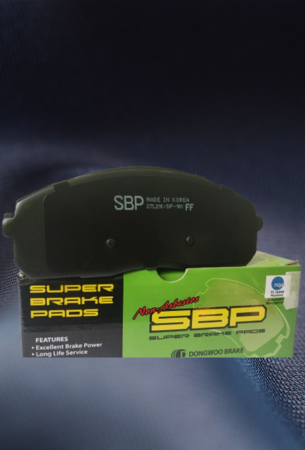 SBP MADE IN KOREA
FF
SUPER
BRAKE
PADS
FEATURES
• Excellent Brake Power
• Long Life Service
Non-Asbestos
SBP
SUPER BRAKE PADS
DONGWOO BRAKE